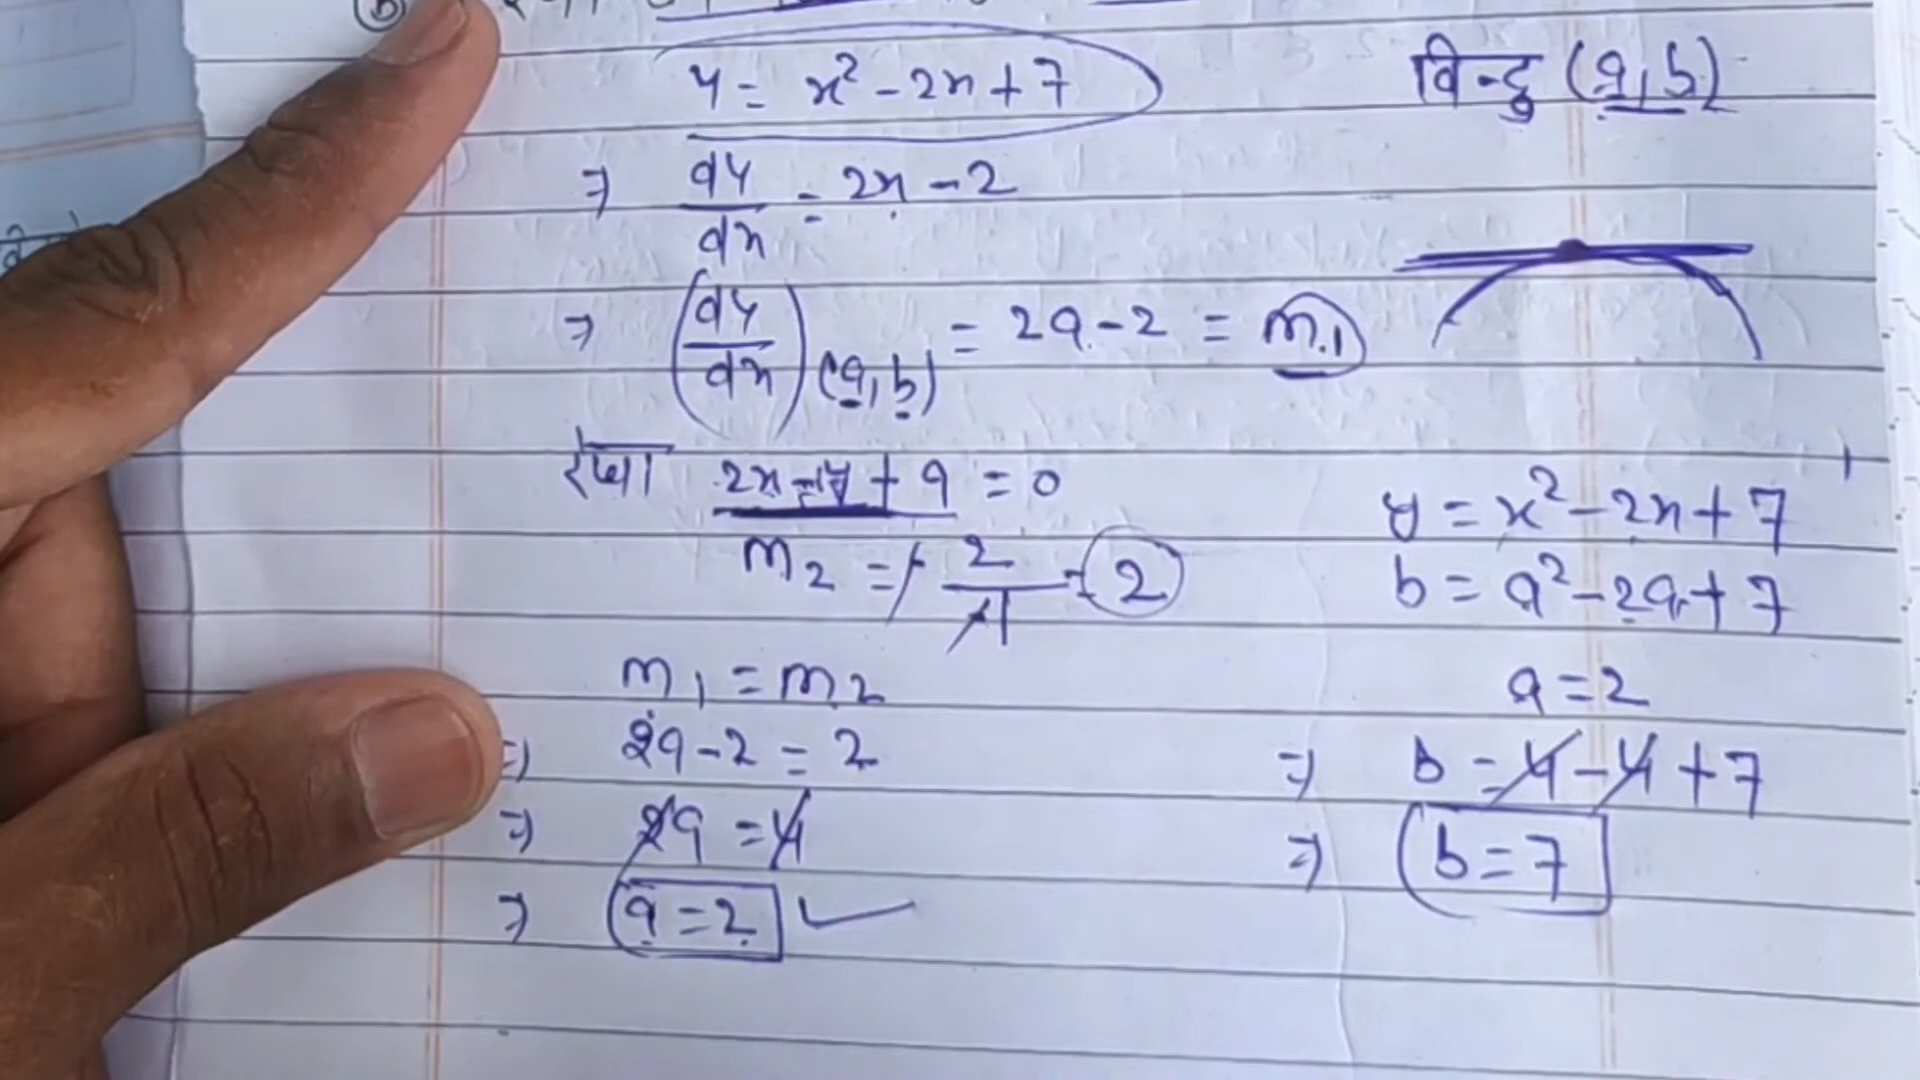 y = x² - 2x + 7
बिन्दु (a, b)
⇒ dy/dx = 2x - 2
⇒ (dy/dx)(a, b) = 2a - 2 = m₁
रेखा 2x - y + 9 = 0
m₂ = - 2/-1 = 2
m₁ = m₂
⇒ 2a - 2 = 2
⇒ 2a = 4
⇒ a = 2 ✓
y = x² - 2x + 7
b = a² - 2a + 7
a = 2
⇒ b = 4 - 4 + 7
⇒ b = 7